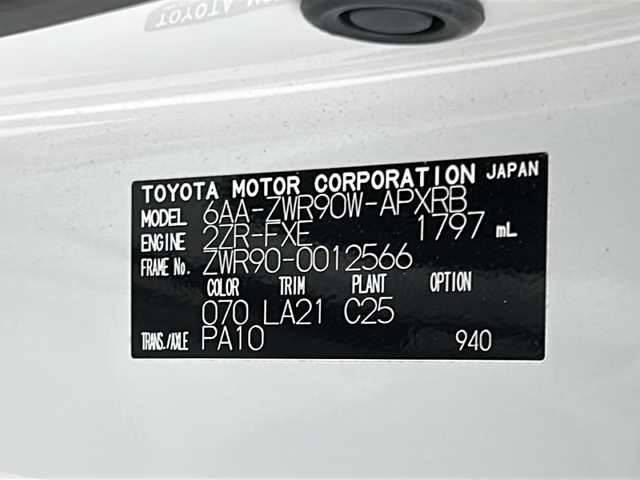 TOYOTA MOTOR CORPORATION JAPAN
MODEL 6AA-ZWR90W-APXRB
ENGINE 2ZR-FXE 1797 mL
FRAME No. ZWR90-0012566
COLOR TRIM PLANT OPTION
070 LA21 C25
TRANS./AXLE PA10 940